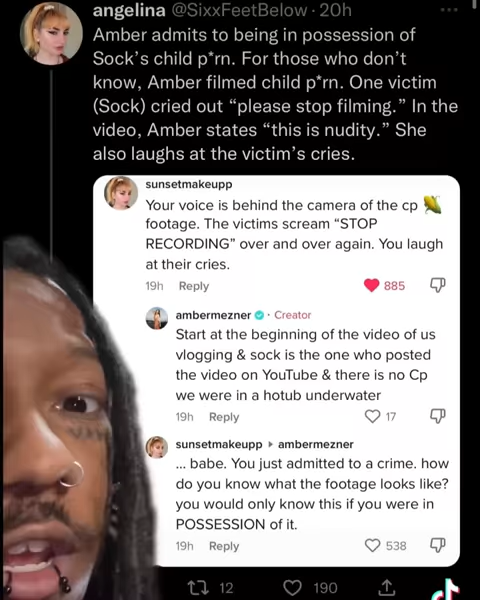 angelina @SixxFeetBelow · 20h
Amber admits to being in possession of
Sock's child p*rn. For those who don't
know, Amber filmed child p*rn. One victim
(Sock) cried out “please stop filming.” In the
video, Amber states “this is nudity.” She
also laughs at the victim's cries.
sunsetmakeupp
Your voice is behind the camera of the cp 🌽
footage. The victims scream “STOP
RECORDING” over and over again. You laugh
at their cries.
19h Reply 885
ambermezner · Creator
Start at the beginning of the video of us
vlogging & sock is the one who posted
the video on YouTube & there is no Cp
we were in a hotub underwater
19h Reply 17
sunsetmakeupp ▸ ambermezner
... babe. You just admitted to a crime. how
do you know what the footage looks like?
you would only know this if you were in
POSSESSION of it.
19h Reply 538
12 190